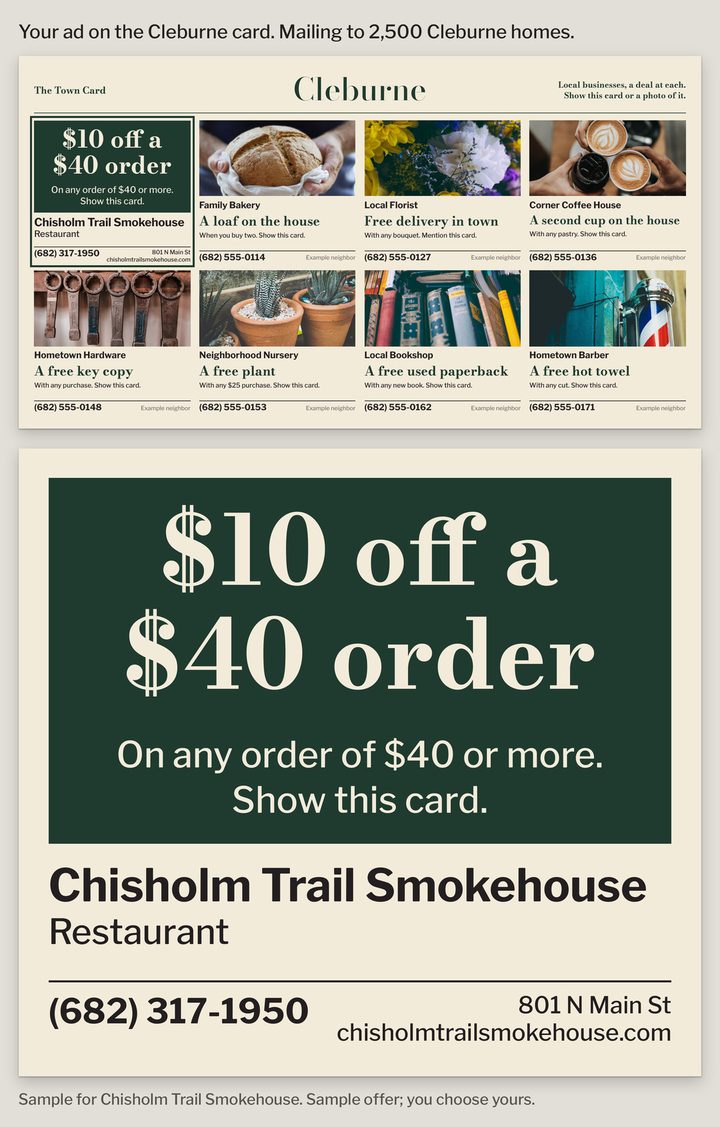 Your ad on the Cleburne card. Mailing to 2,500 Cleburne homes.
The Town Card
Cleburne
Local businesses, a deal at each.
Show this card or a photo of it.
$10 off a
$40 order
On any order of $40 or more.
Show this card.
Chisholm Trail Smokehouse
Restaurant
(682) 317-1950
801 N Main St
chisholmtrailsmokehouse.com
Family Bakery
A loaf on the house
When you buy two. Show this card.
(682) 555-0114
Example neighbor
Local Florist
Free delivery in town
With any bouquet. Mention this card.
(682) 555-0127
Example neighbor
Corner Coffee House
A second cup on the house
With any pastry. Show this card.
(682) 555-0136
Example neighbor
Hometown Hardware
A free key copy
With any purchase. Show this card.
(682) 555-0148
Example neighbor
Neighborhood Nursery
A free plant
With any $25 purchase. Show this card.
(682) 555-0153
Example neighbor
Local Bookshop
A free used paperback
With any new book. Show this card.
(682) 555-0162
Example neighbor
Hometown Barber
A free hot towel
With any cut. Show this card.
(682) 555-0171
Example neighbor
$10 off a
$40 order
On any order of $40 or more.
Show this card.
Chisholm Trail Smokehouse
Restaurant
(682) 317-1950
801 N Main St
chisholmtrailsmokehouse.com
Sample for Chisholm Trail Smokehouse. Sample offer; you choose yours.